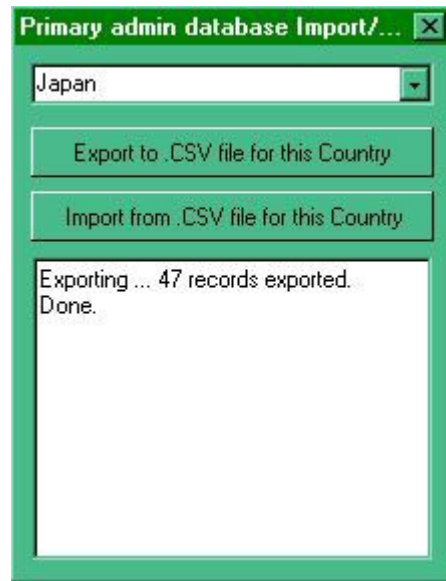 Primary admin database Import/...
Japan
Export to .CSV file for this Country
Import from .CSV file for this Country
Exporting ... 47 records exported.
Done.